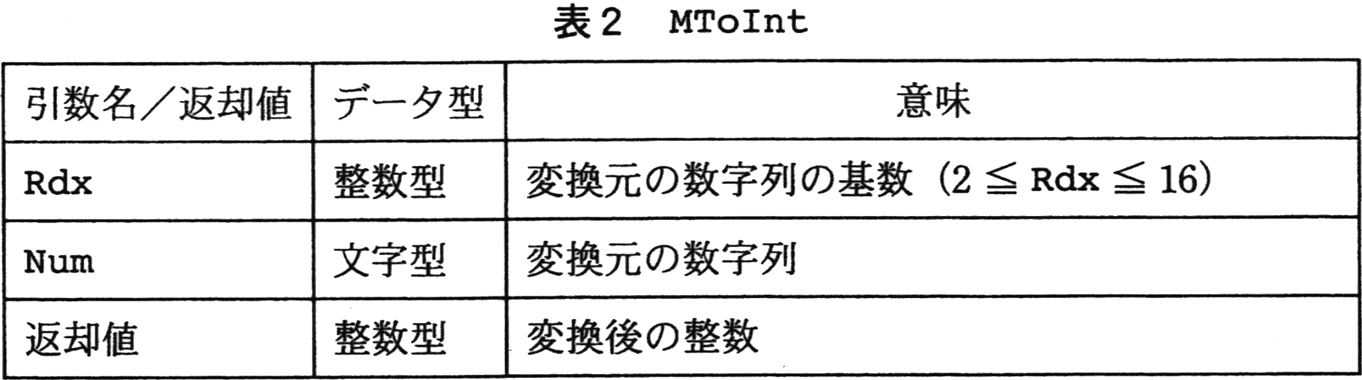 表2 MToInt
引数名／返却値 データ型 意味
Rdx 整数型 変換元の数字列の基数（2 ≦ Rdx ≦ 16）
Num 文字型 変換元の数字列
返却値 整数型 変換後の整数